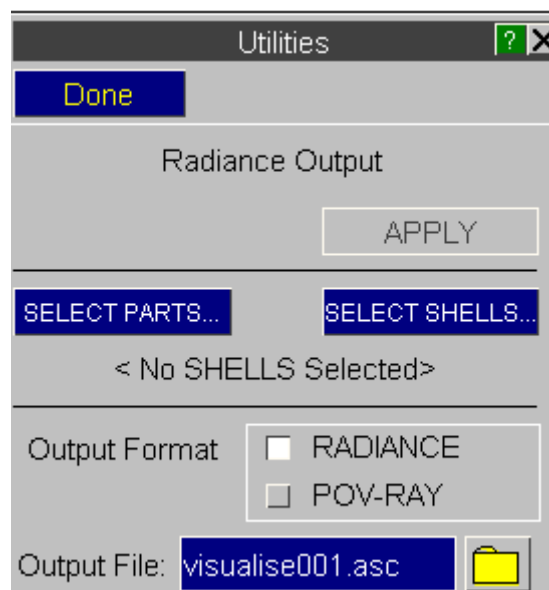 Utilities ?
Done
Radiance Output
APPLY
SELECT PARTS... SELECT SHELLS...
< No SHELLS Selected>
Output Format RADIANCE
POV-RAY
Output File: visualise001.asc